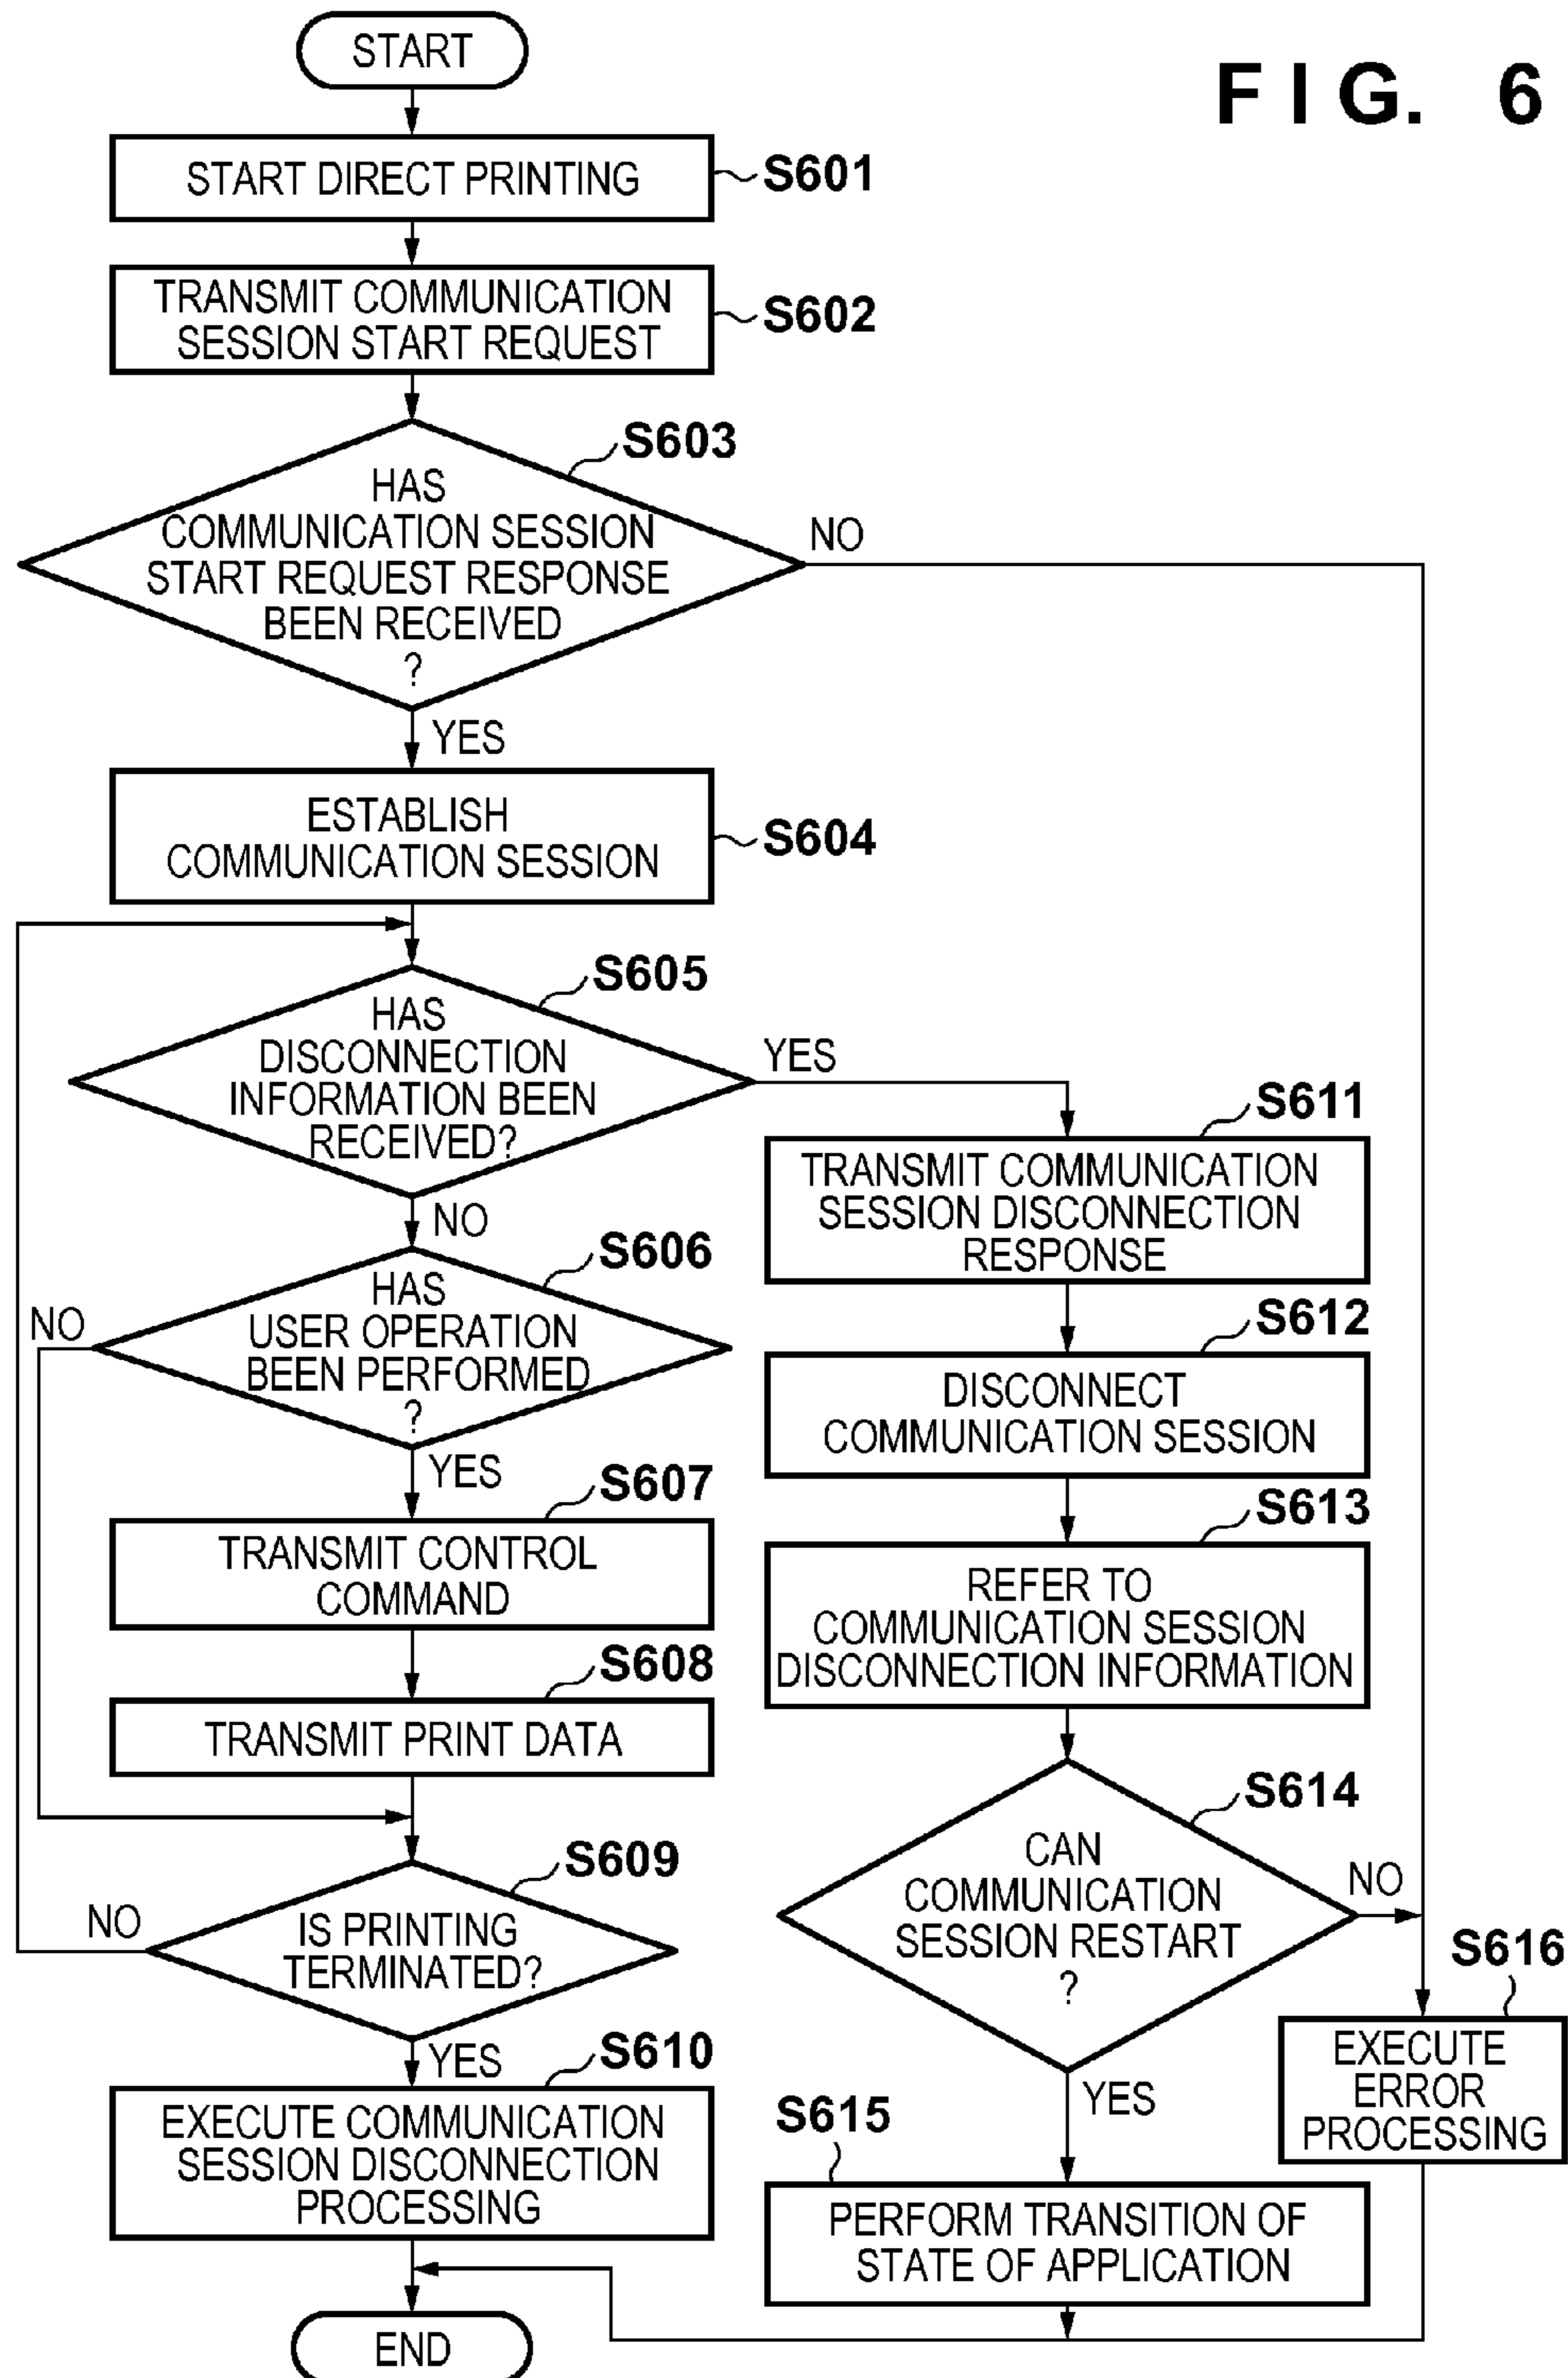 FIG. 6
START
START DIRECT PRINTING
S601
TRANSMIT COMMUNICATION
SESSION START REQUEST
S602
S603
HAS
COMMUNICATION SESSION
START REQUEST RESPONSE
BEEN RECEIVED
?
NO
YES
ESTABLISH
COMMUNICATION SESSION
S604
S605
HAS
DISCONNECTION
INFORMATION BEEN
RECEIVED?
YES
NO
S606
HAS
USER OPERATION
BEEN PERFORMED
?
NO
YES
S607
TRANSMIT CONTROL
COMMAND
S608
TRANSMIT PRINT DATA
S609
IS PRINTING
TERMINATED?
NO
YES
S610
EXECUTE COMMUNICATION
SESSION DISCONNECTION
PROCESSING
END
S611
TRANSMIT COMMUNICATION
SESSION DISCONNECTION
RESPONSE
S612
DISCONNECT
COMMUNICATION SESSION
S613
REFER TO
COMMUNICATION SESSION
DISCONNECTION INFORMATION
S614
CAN
COMMUNICATION
SESSION RESTART
?
NO
YES
S615
PERFORM TRANSITION OF
STATE OF APPLICATION
S616
EXECUTE
ERROR
PROCESSING